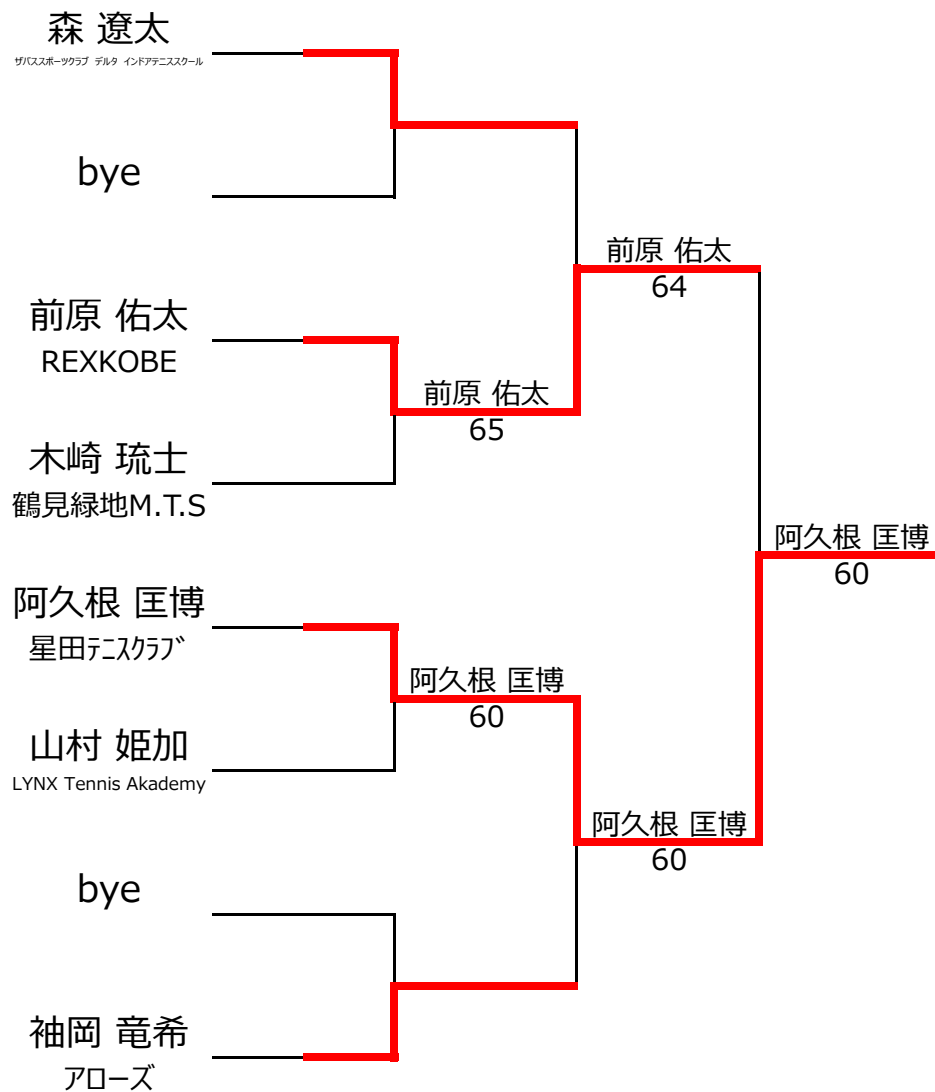 森 遼太
ザバススポーツクラブ デルタ インドアテニススクール
bye
前原 佑太
64
前原 佑太
REXKOBE
前原 佑太
65
木崎 琉士
鶴見緑地M.T.S
阿久根 匡博
60
阿久根 匡博
星田ﾃﾆｽｸﾗﾌﾞ
阿久根 匡博
60
山村 姫加
LYNX Tennis Akademy
阿久根 匡博
60
bye
袖岡 竜希
アローズ